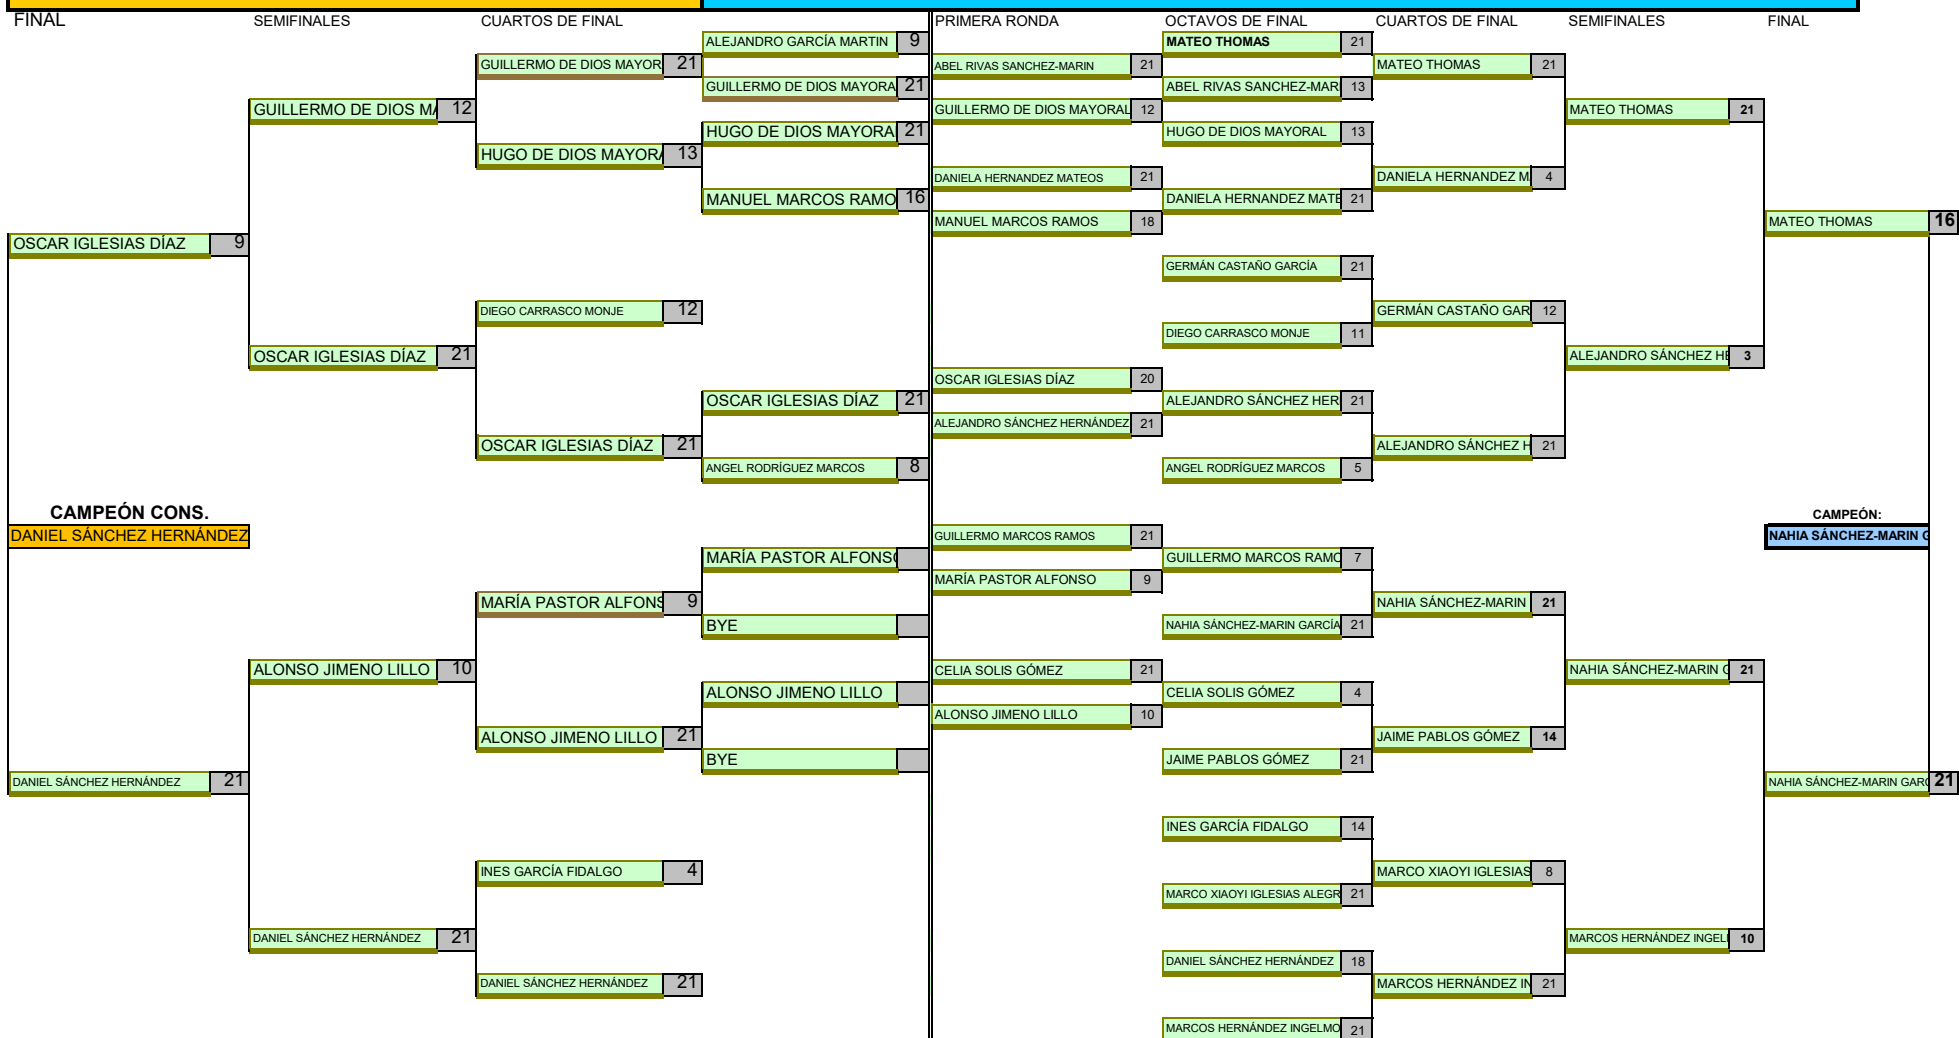 FINAL SEMIFINALES CUARTOS DE FINAL PRIMERA RONDA OCTAVOS DE FINAL CUARTOS DE FINAL SEMIFINALES FINAL
ALEJANDRO GARCÍA MARTIN 9 MATEO THOMAS 21
GUILLERMO DE DIOS MAYOR 21 ABEL RIVAS SANCHEZ-MARIN 21 MATEO THOMAS 21
GUILLERMO DE DIOS MAYORA 21 ABEL RIVAS SANCHEZ-MAR 13
GUILLERMO DE DIOS MA 12 GUILLERMO DE DIOS MAYORAL 12 MATEO THOMAS 21
HUGO DE DIOS MAYORA 21 HUGO DE DIOS MAYORAL 13
HUGO DE DIOS MAYORA 13
DANIELA HERNANDEZ MATEOS 21 DANIELA HERNANDEZ M 4
MANUEL MARCOS RAMO 16 DANIELA HERNANDEZ MATE 21
MANUEL MARCOS RAMOS 18 MATEO THOMAS 16
OSCAR IGLESIAS DÍAZ 9
GERMÁN CASTAÑO GARCÍA 21
DIEGO CARRASCO MONJE 12 GERMÁN CASTAÑO GAR 12
DIEGO CARRASCO MONJE 11
OSCAR IGLESIAS DÍAZ 21 ALEJANDRO SÁNCHEZ HE 3
OSCAR IGLESIAS DÍAZ 20
OSCAR IGLESIAS DÍAZ 21 ALEJANDRO SÁNCHEZ HER 21
ALEJANDRO SÁNCHEZ HERNÁNDEZ 21
OSCAR IGLESIAS DÍAZ 21 ALEJANDRO SÁNCHEZ H 21
ANGEL RODRÍGUEZ MARCOS 8 ANGEL RODRÍGUEZ MARCOS 5
CAMPEÓN CONS. CAMPEÓN:
DANIEL SÁNCHEZ HERNÁNDEZ GUILLERMO MARCOS RAMOS 21 NAHIA SÁNCHEZ-MARIN G
MARÍA PASTOR ALFONSO GUILLERMO MARCOS RAMO 7
MARÍA PASTOR ALFONSO 9
MARÍA PASTOR ALFONS 9 NAHIA SÁNCHEZ-MARIN 21
BYE NAHIA SÁNCHEZ-MARIN GARCÍA 21
ALONSO JIMENO LILLO 10 CELIA SOLIS GÓMEZ 21 NAHIA SÁNCHEZ-MARIN G 21
ALONSO JIMENO LILLO CELIA SOLIS GÓMEZ 4
ALONSO JIMENO LILLO 10
ALONSO JIMENO LILLO 21 JAIME PABLOS GÓMEZ 14
BYE JAIME PABLOS GÓMEZ 21
DANIEL SÁNCHEZ HERNÁNDEZ 21 NAHIA SÁNCHEZ-MARIN GARC 21
INES GARCÍA FIDALGO 14
INES GARCÍA FIDALGO 4 MARCO XIAOYI IGLESIAS 8
MARCO XIAOYI IGLESIAS ALEGR 21
DANIEL SÁNCHEZ HERNÁNDEZ 21 MARCOS HERNÁNDEZ INGEL 10
DANIEL SÁNCHEZ HERNÁNDEZ 18
DANIEL SÁNCHEZ HERNÁNDEZ 21 MARCOS HERNÁNDEZ IN 21
MARCOS HERNÁNDEZ INGELMO 21